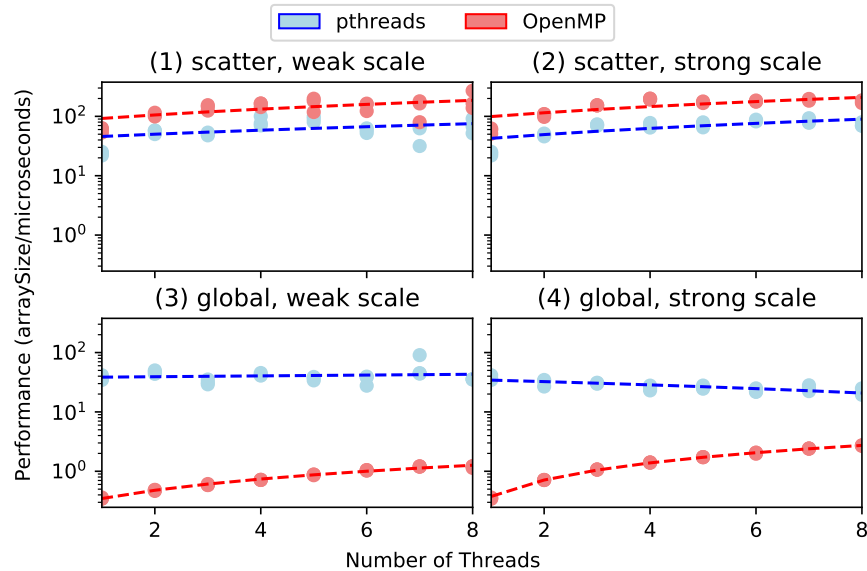 pthreads OpenMP
(1) scatter, weak scale
(2) scatter, strong scale
10²
10¹
10⁰
(3) global, weak scale
(4) global, strong scale
10²
10¹
10⁰
2 4 6 8
2 4 6 8
Performance (arraySize/microseconds)
Number of Threads